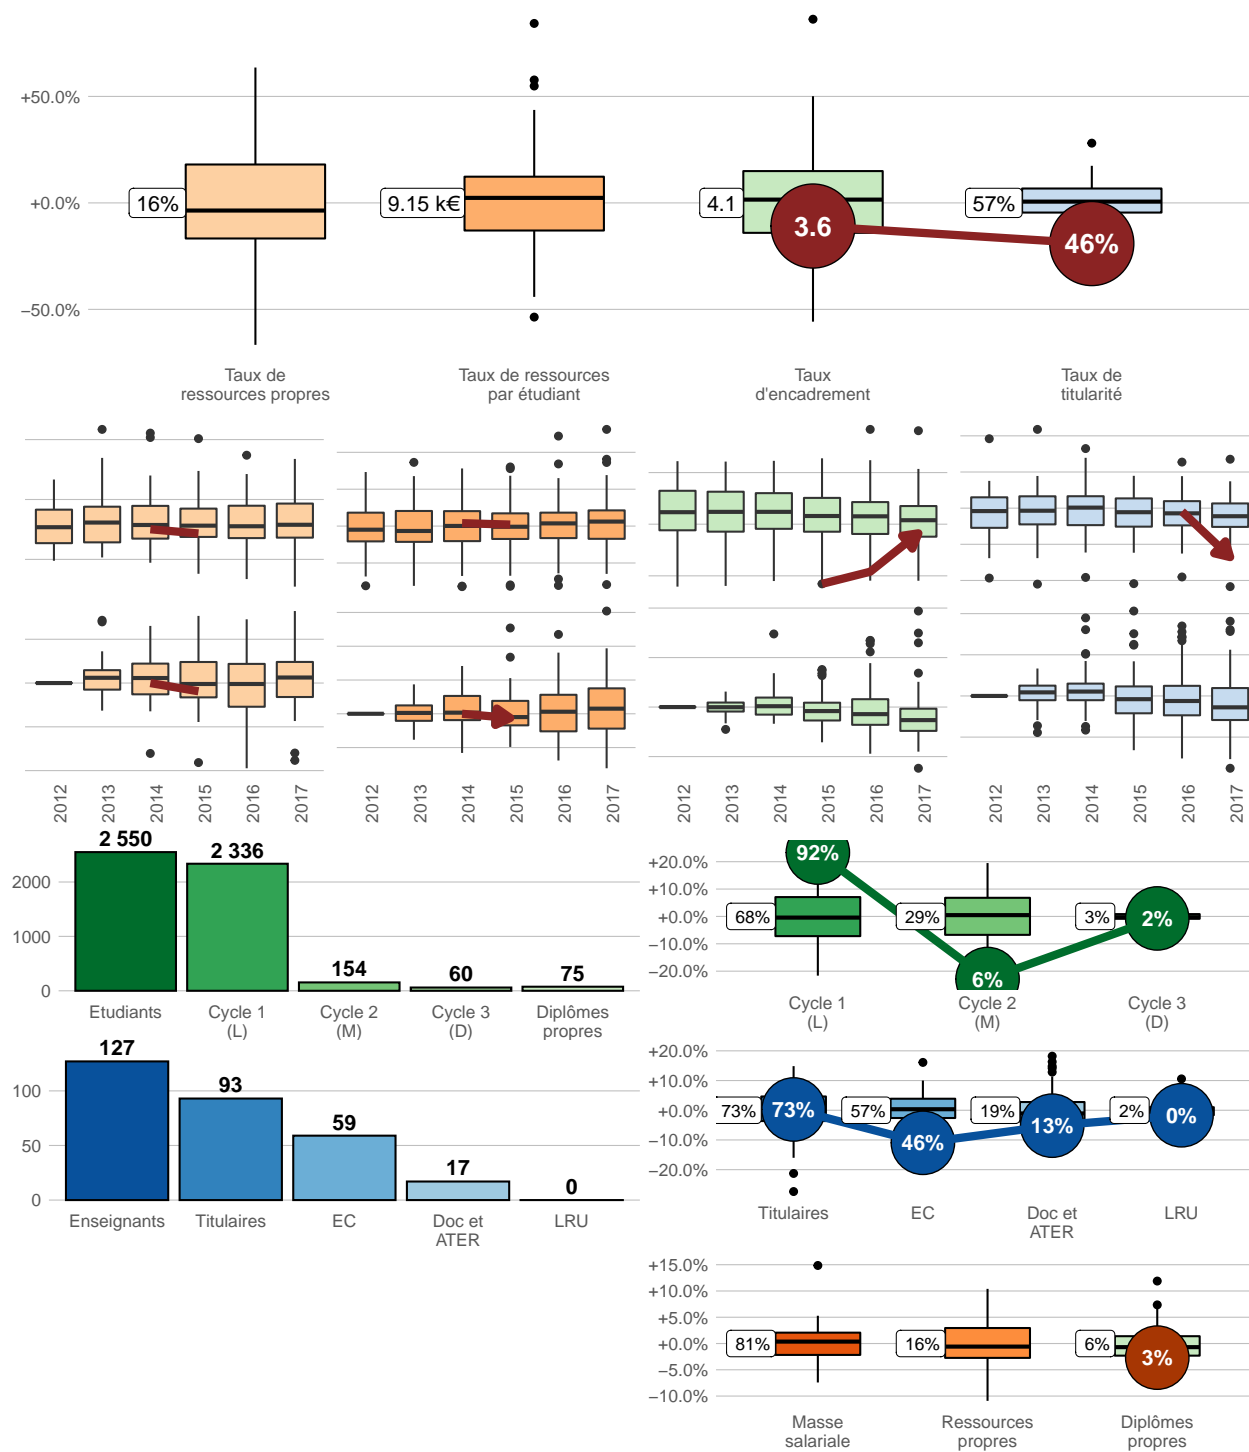 +50.0%
+0.0%
−50.0%
16%
9.15 k€
4.1
57%
3.6
46%
Taux de
ressources propres
Taux de ressources
par étudiant
Taux
d'encadrement
Taux de
titularité
2012
2013
2014
2015
2016
2017
2012
2013
2014
2015
2016
2017
2012
2013
2014
2015
2016
2017
2012
2013
2014
2015
2016
2017
2 550
2 336
154
60
75
2000
1000
0
Etudiants
Cycle 1
(L)
Cycle 2
(M)
Cycle 3
(D)
Diplômes
propres
+20.0%
+10.0%
+0.0%
−10.0%
−20.0%
68%
29%
3%
92%
6%
2%
Cycle 1
(L)
Cycle 2
(M)
Cycle 3
(D)
127
93
59
17
0
100
50
0
Enseignants
Titulaires
EC
Doc et
ATER
LRU
+20.0%
+10.0%
+0.0%
−10.0%
−20.0%
73%
57%
19%
2%
73%
46%
13%
0%
Titulaires
EC
Doc et
ATER
LRU
+15.0%
+10.0%
+5.0%
+0.0%
−5.0%
−10.0%
81%
16%
6%
3%
Masse
salariale
Ressources
propres
Diplômes
propres